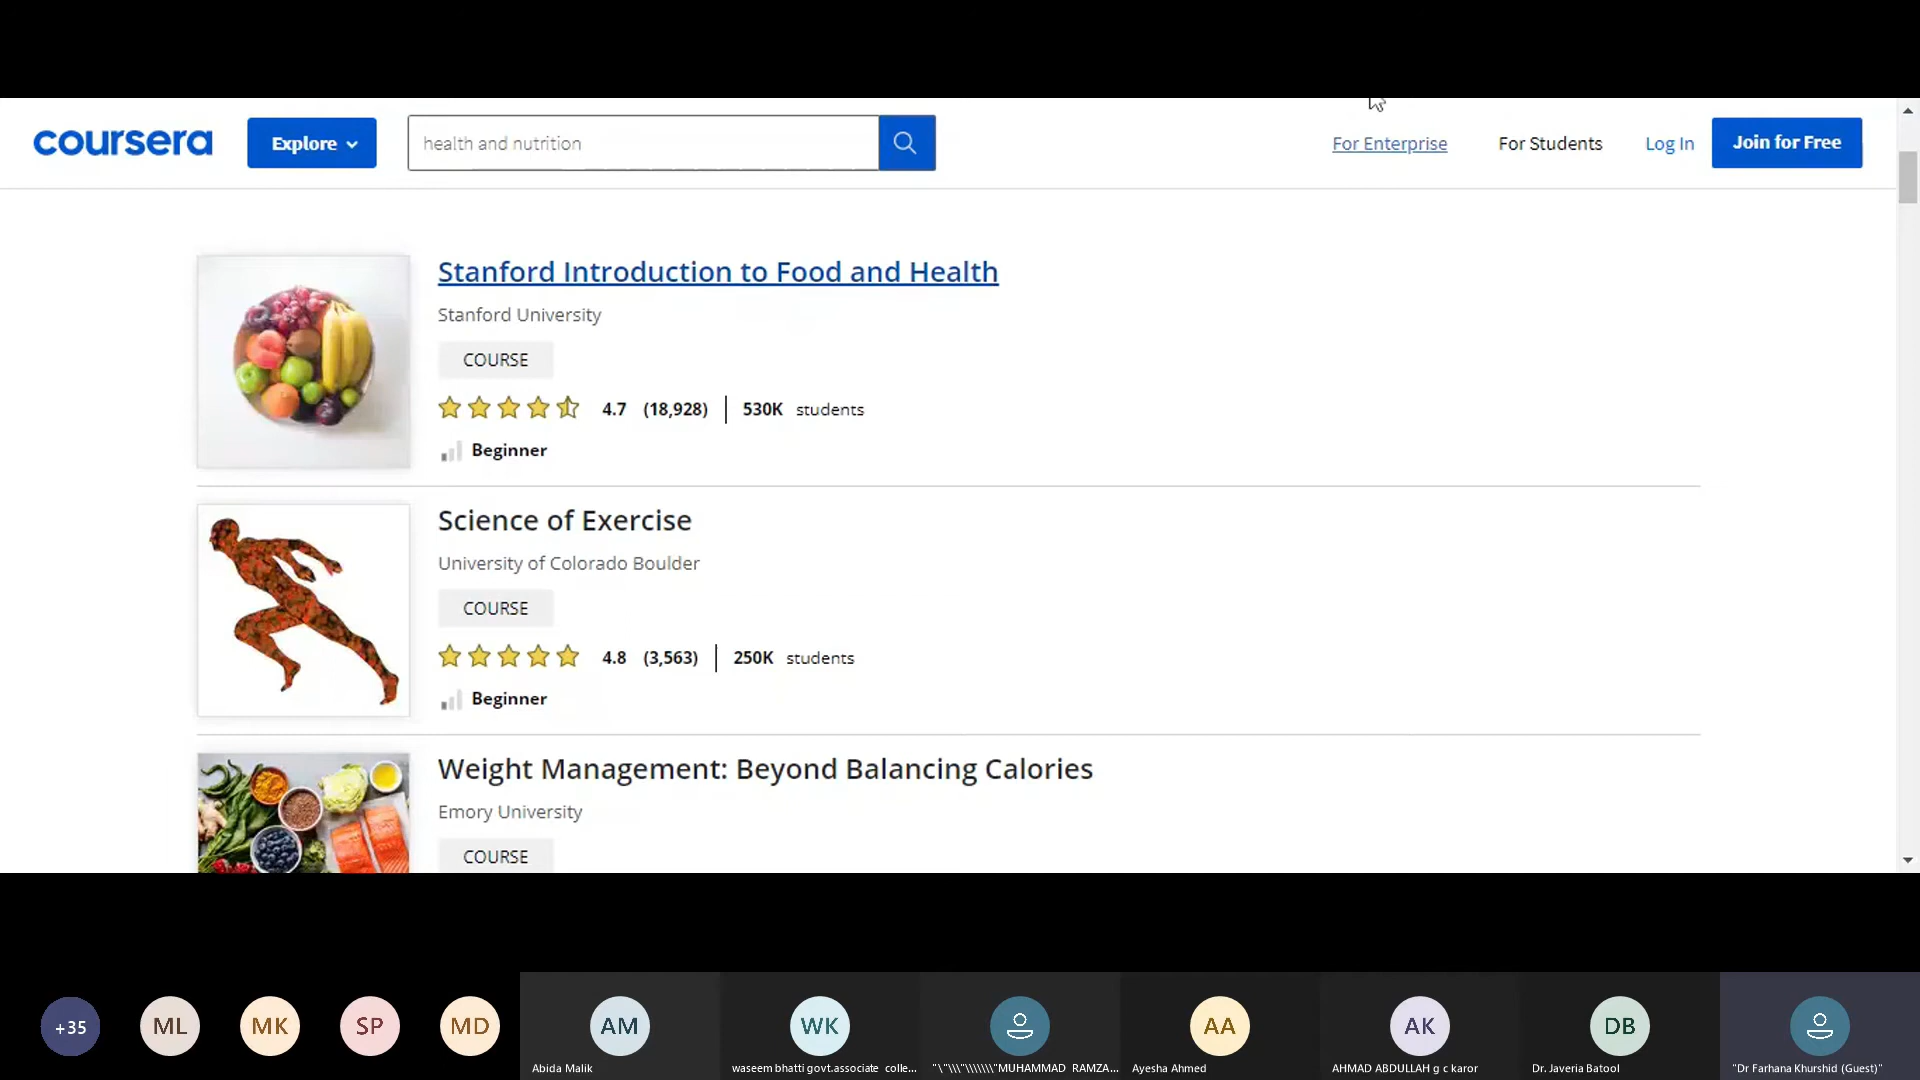 coursera
Explore
health and nutrition
For Enterprise
For Students
Log In
Join for Free
Stanford Introduction to Food and Health
Stanford University
COURSE
4.7 (18,928) 530K students
Beginner
Science of Exercise
University of Colorado Boulder
COURSE
4.8 (3,563) 250K students
Beginner
Weight Management: Beyond Balancing Calories
Emory University
COURSE
+35
ML
MK
SP
MD
AM
Abida Malik
WK
waseem bhatti govt.associate colle...
"\"\\\"\\\\\\\"MUHAMMAD RAMZA...
AA
Ayesha Ahmed
AK
AHMAD ABDULLAH g c karor
DB
Dr. Javeria Batool
"Dr Farhana Khurshid (Guest)"